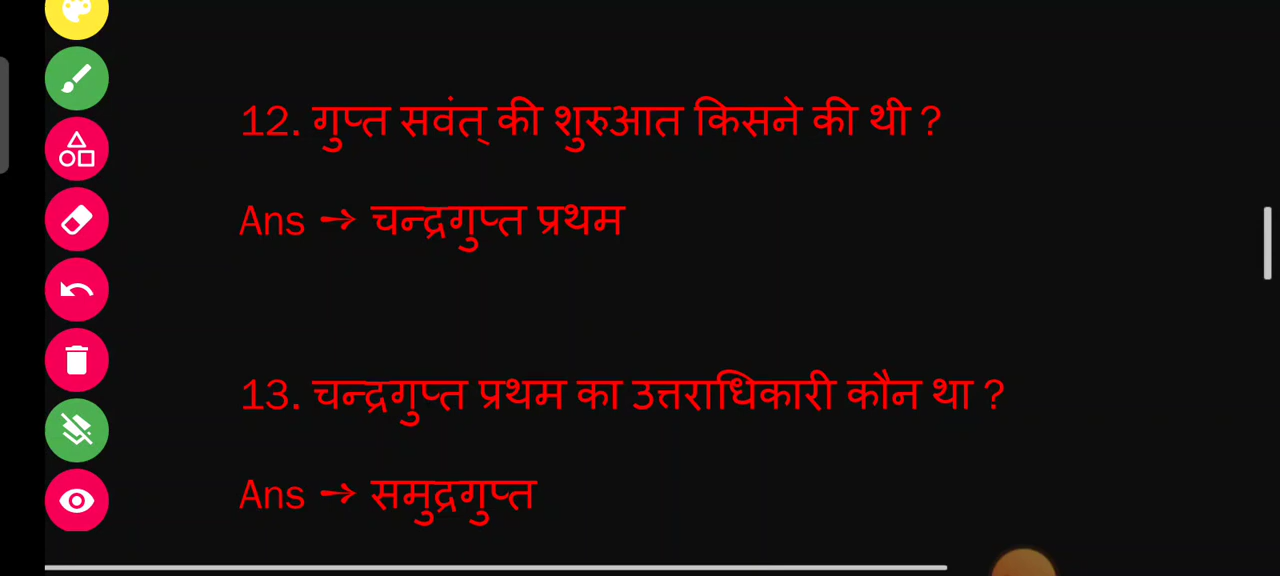 12. गुप्त सवंत् की शुरुआत किसने की थी ?
Ans → चन्द्रगुप्त प्रथम
13. चन्द्रगुप्त प्रथम का उत्तराधिकारी कौन था ?
Ans → समुद्रगुप्त